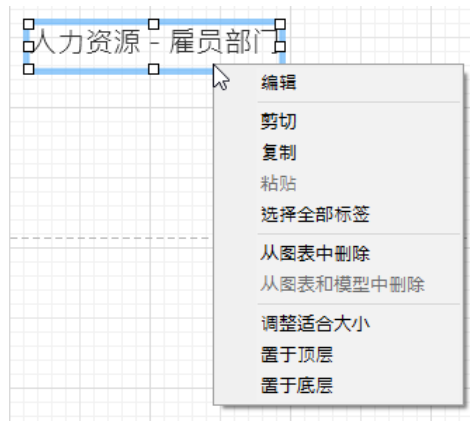 人力资源 - 雇员部门
编辑
剪切
复制
粘贴
选择全部标签
从图表中删除
从图表和模型中删除
调整适合大小
置于顶层
置于底层